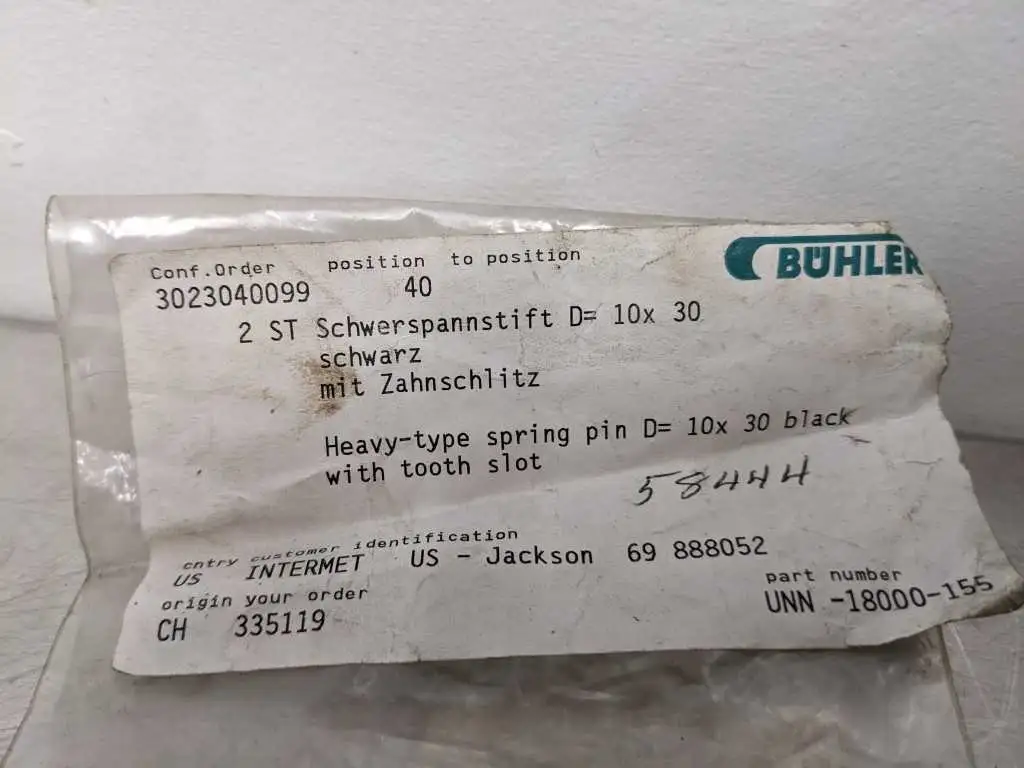 Conf.Order position to position
BÜHLER
3023040099 40
2 ST Schwerspannstift D= 10x 30
schwarz
mit Zahnschlitz
Heavy-type spring pin D= 10x 30 black
with tooth slot
58444
cntry customer identification
US INTERMET US - Jackson 69 888052
origin your order
part number
CH 335119
UNN -18000-155